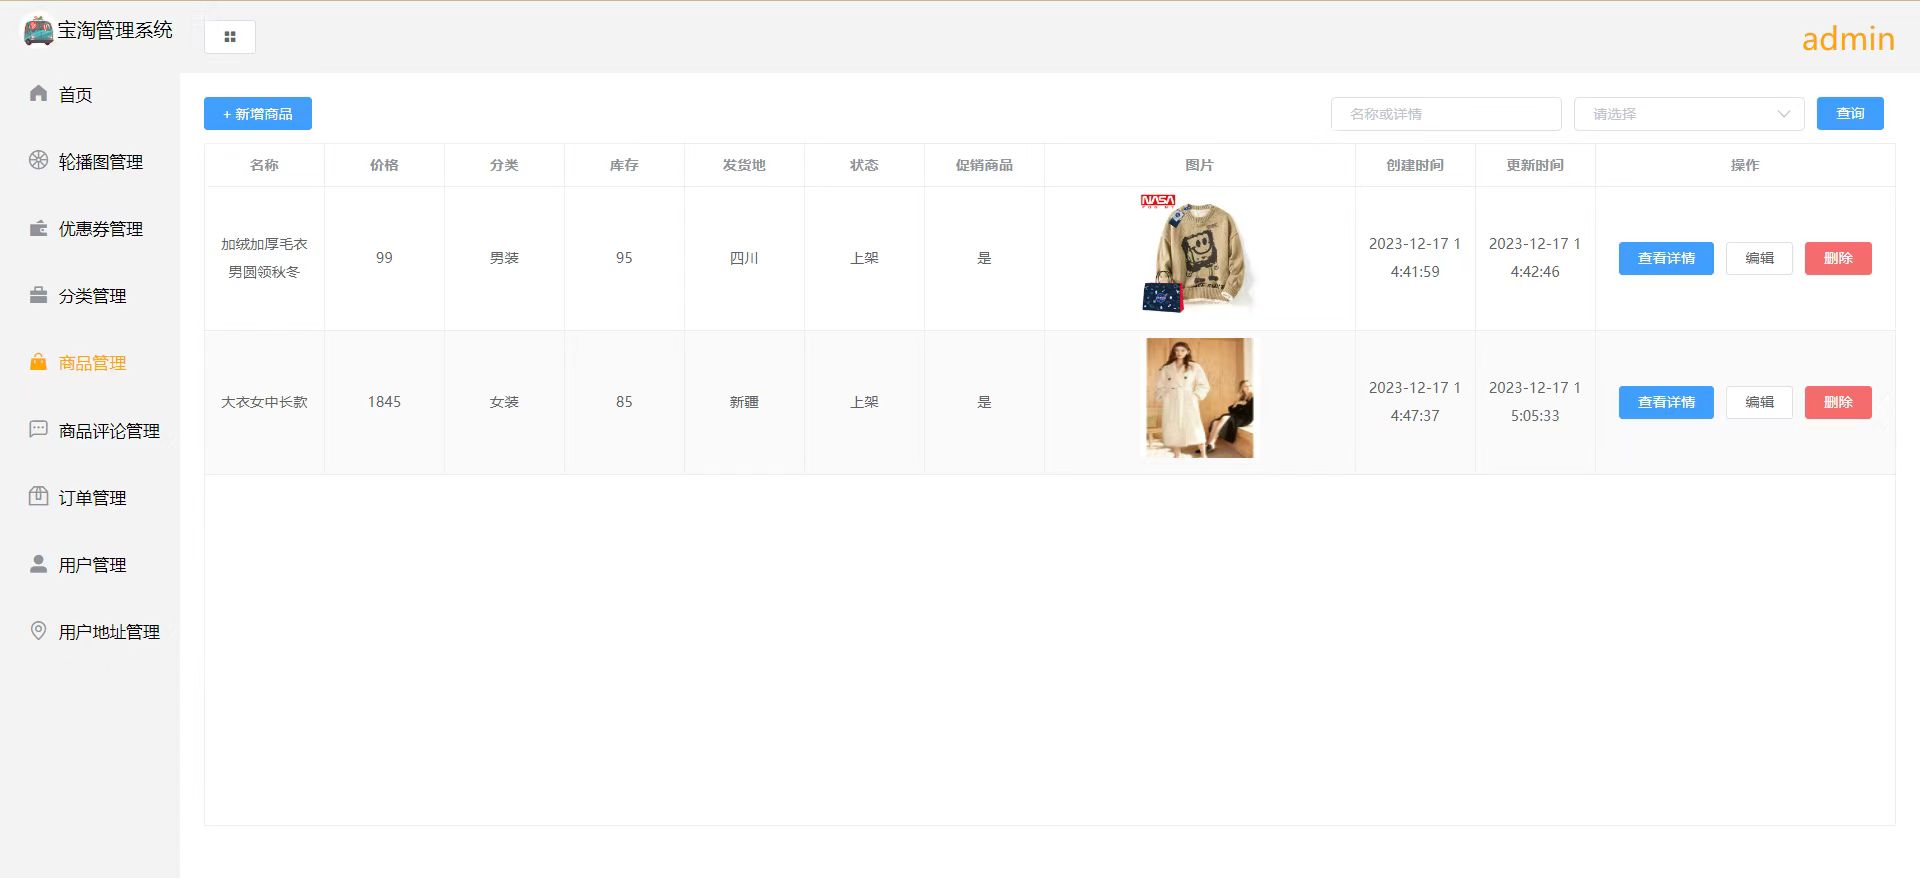 宝淘管理系统
admin
首页
轮播图管理
优惠券管理
分类管理
商品管理
商品评论管理
订单管理
用户管理
用户地址管理
+ 新增商品
名称或详情
请选择
查询
名称 价格 分类 库存 发货地 状态 促销商品 图片 创建时间 更新时间 操作
加绒加厚毛衣
男圆领秋冬
99 男装 95 四川 上架 是
NASA
2023-12-17 1
4:41:59
2023-12-17 1
4:42:46
查看详情 编辑 删除
大衣女中长款 1845 女装 85 新疆 上架 是
2023-12-17 1
4:47:37
2023-12-17 1
5:05:33
查看详情 编辑 删除